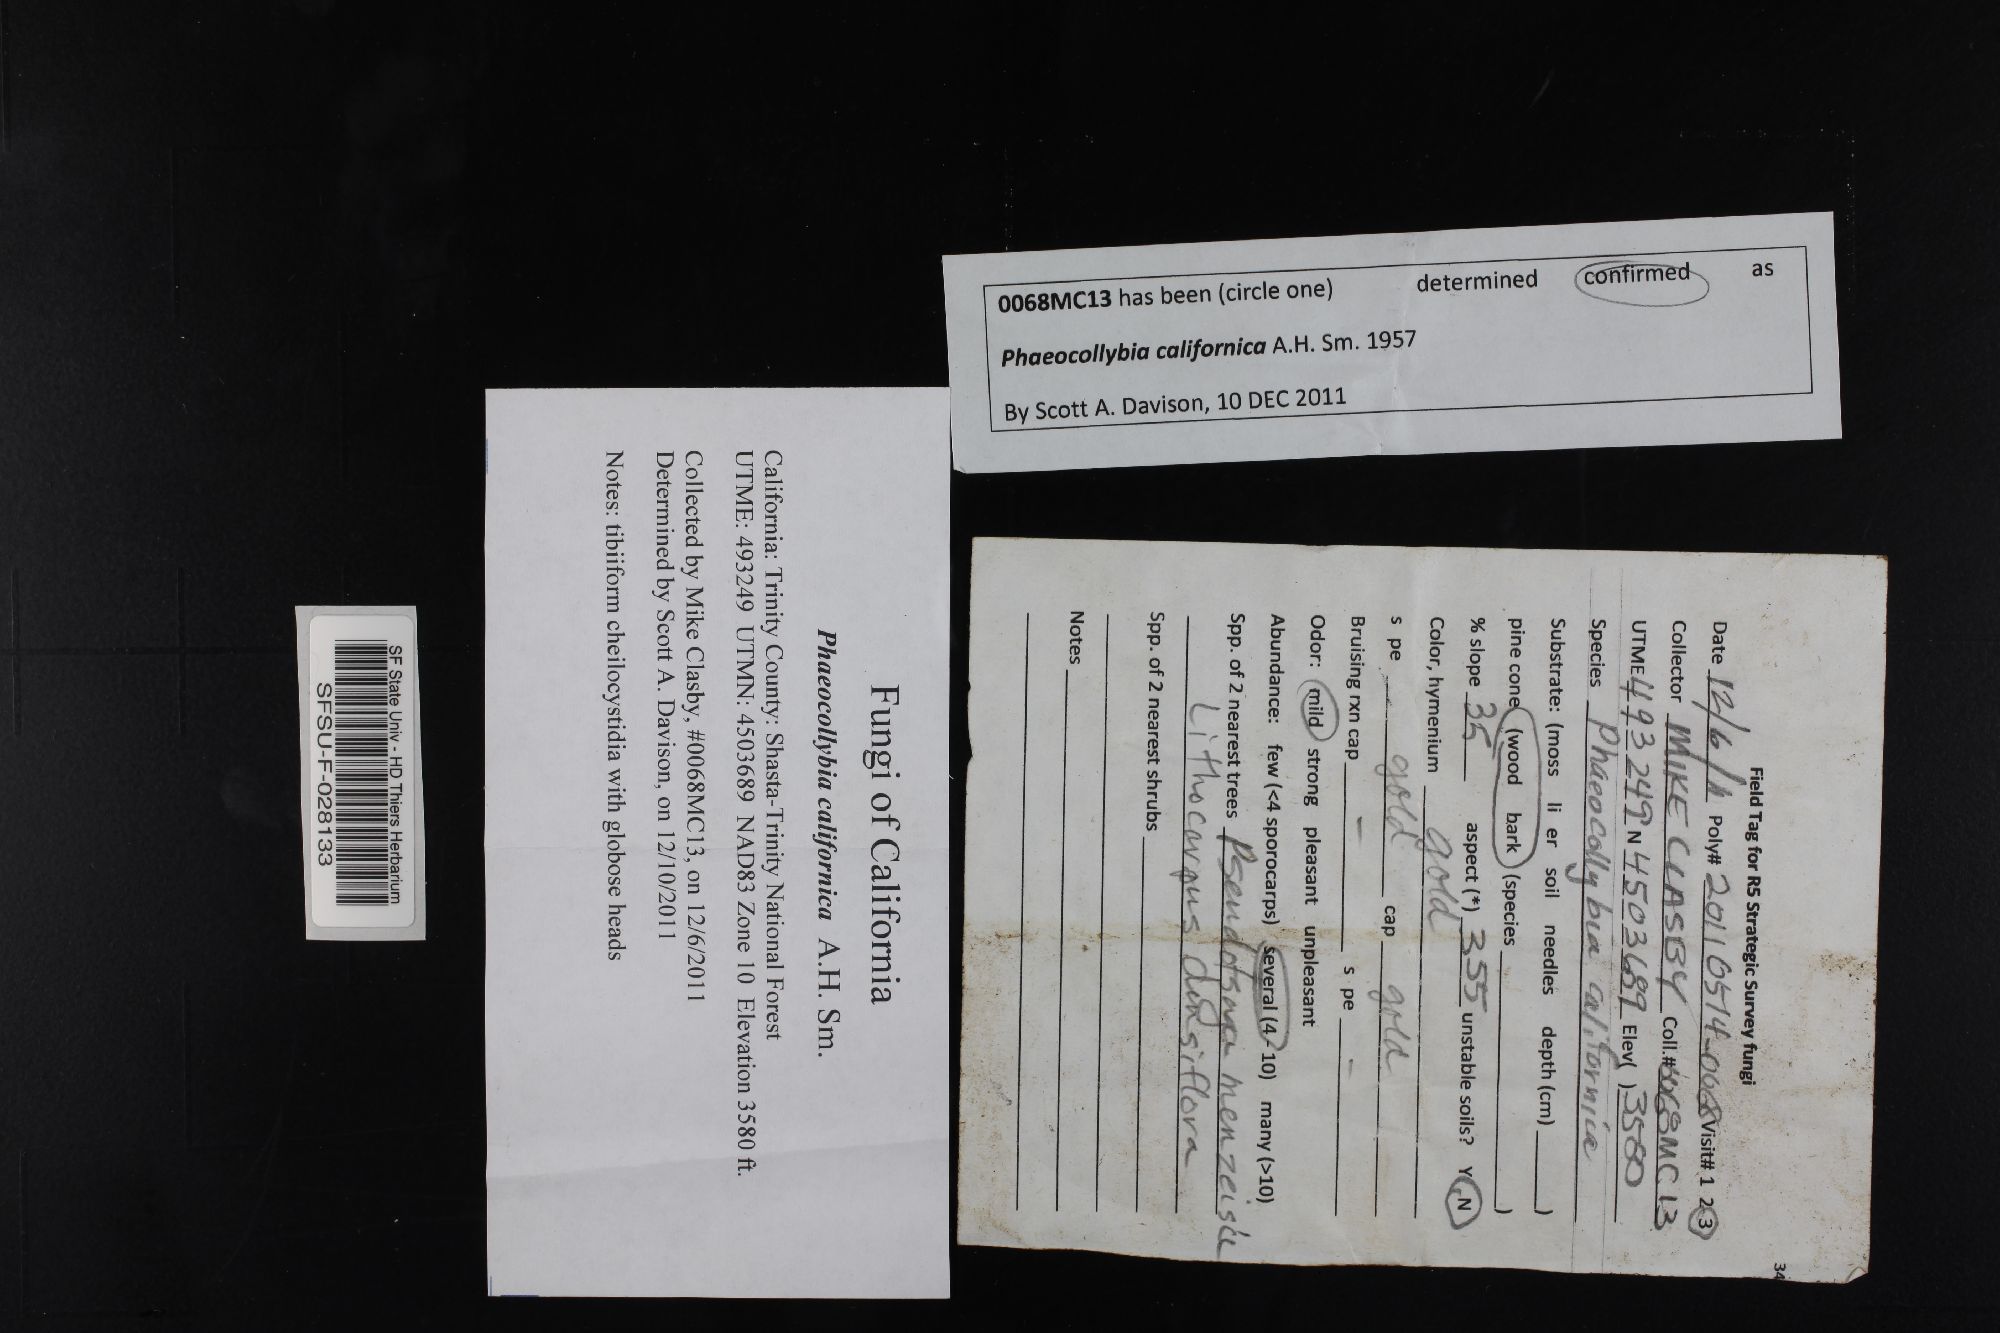 0068MC13 has been (circle one) determined confirmed as
Phaeocollybia californica A.H. Sm. 1957
By Scott A. Davison, 10 DEC 2011
Fungi of California
Phaeocollybia californica A.H. Sm.
California: Trinity County: Shasta-Trinity National Forest
UTME: 493249 UTMN: 4503689 NAD83 Zone 10 Elevation 3580 ft.
Collected by Mike Clasby, #0068MC13, on 12/6/2011
Determined by Scott A. Davison, on 12/10/2011
Notes: tibiiform cheilocystidia with globose heads
34
Field Tag for R5 Strategic Survey fungi
Date 12/6/11 Poly# Visit# 1 2 3
Collector MIKE CLASBY Coll.# 0068MC13
UTME 493249 N 4503689 Elev( ) 3580
Species Phaeocollybia californica
Substrate: (moss li er soil needles depth (cm) )
pine cone (wood bark (species )
% slope 35 aspect (°) 355 unstable soils? Y N
Color, hymenium gold
s pe gold cap gold
Bruising rxn cap – s pe –
Odor: mild strong pleasant unpleasant
Abundance: few (<4 sporocarps) several (4 - 10) many (>10)
Spp. of 2 nearest trees Pseudotsuga menzeisii
Lithocarpus densiflora
Spp. of 2 nearest shrubs
Notes
SF State Univ - HD Thiers Herbarium
SFSU-F-028133